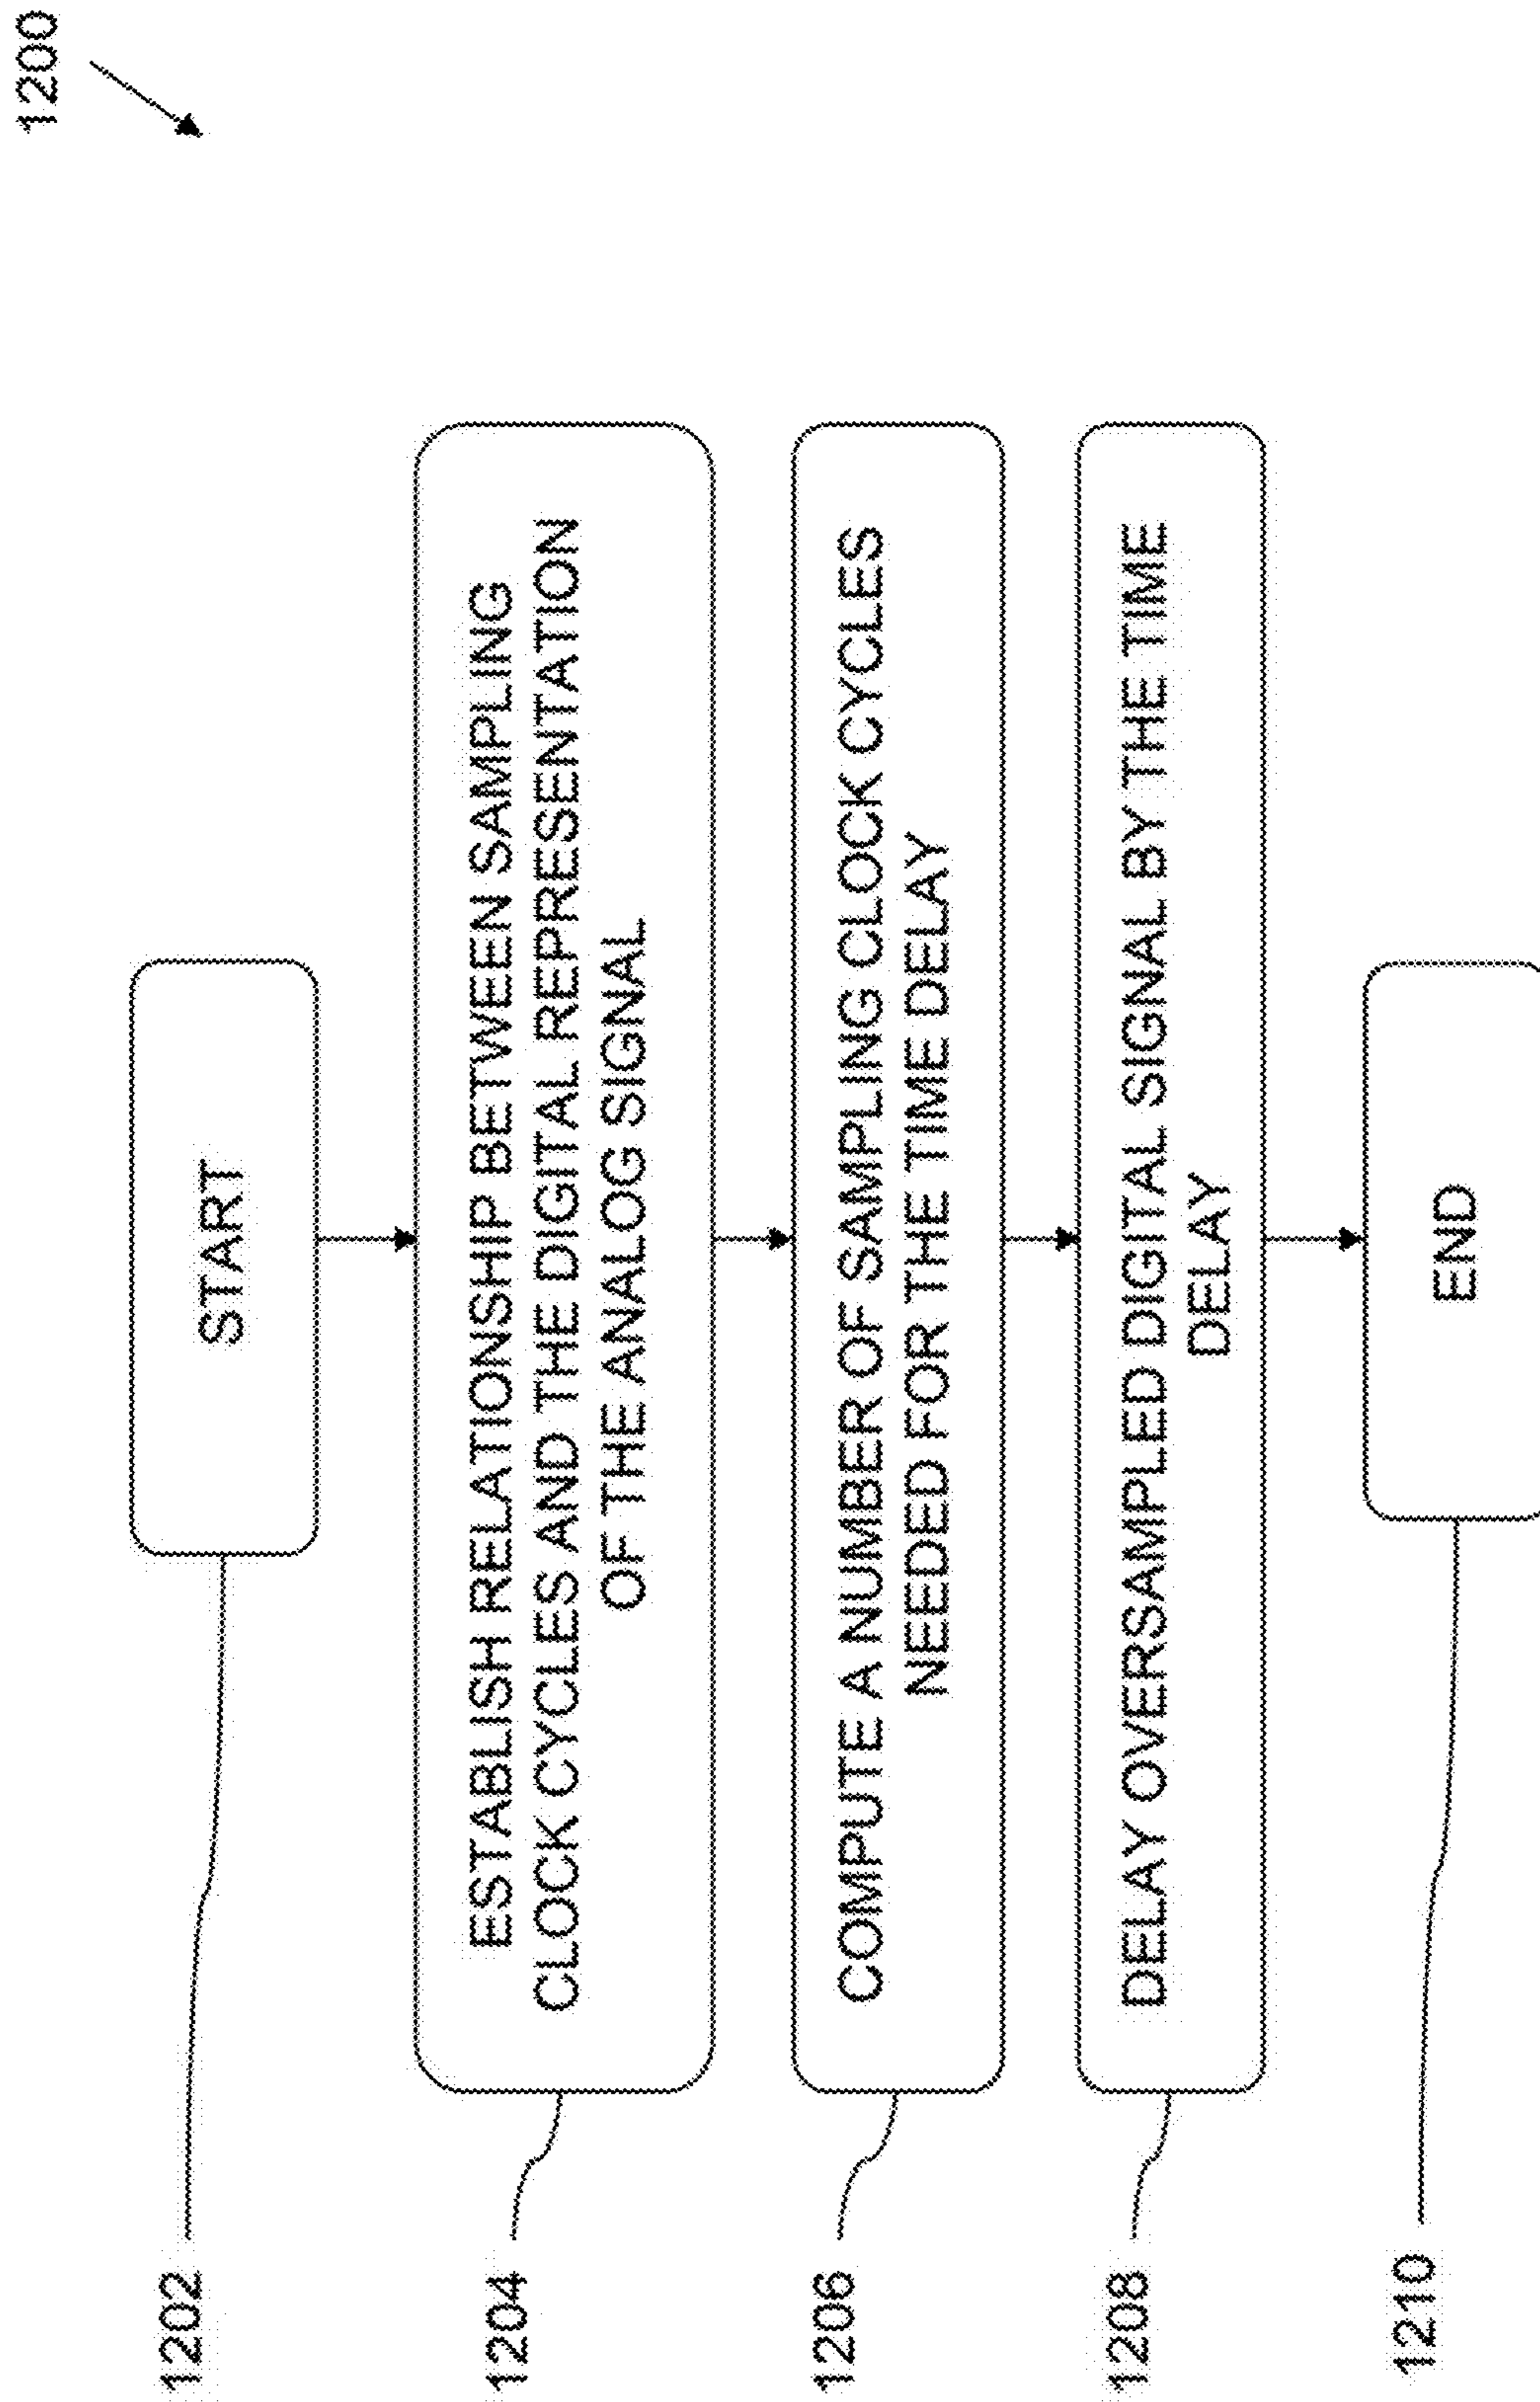 1200
1202
START
1204
ESTABLISH RELATIONSHIP BETWEEN SAMPLING
CLOCK CYCLES AND THE DIGITAL REPRESENTATION
OF THE ANALOG SIGNAL
1206
COMPUTE A NUMBER OF SAMPLING CLOCK CYCLES
NEEDED FOR THE TIME DELAY
1208
DELAY OVERSAMPLED DIGITAL SIGNAL BY THE TIME
DELAY
1210
END